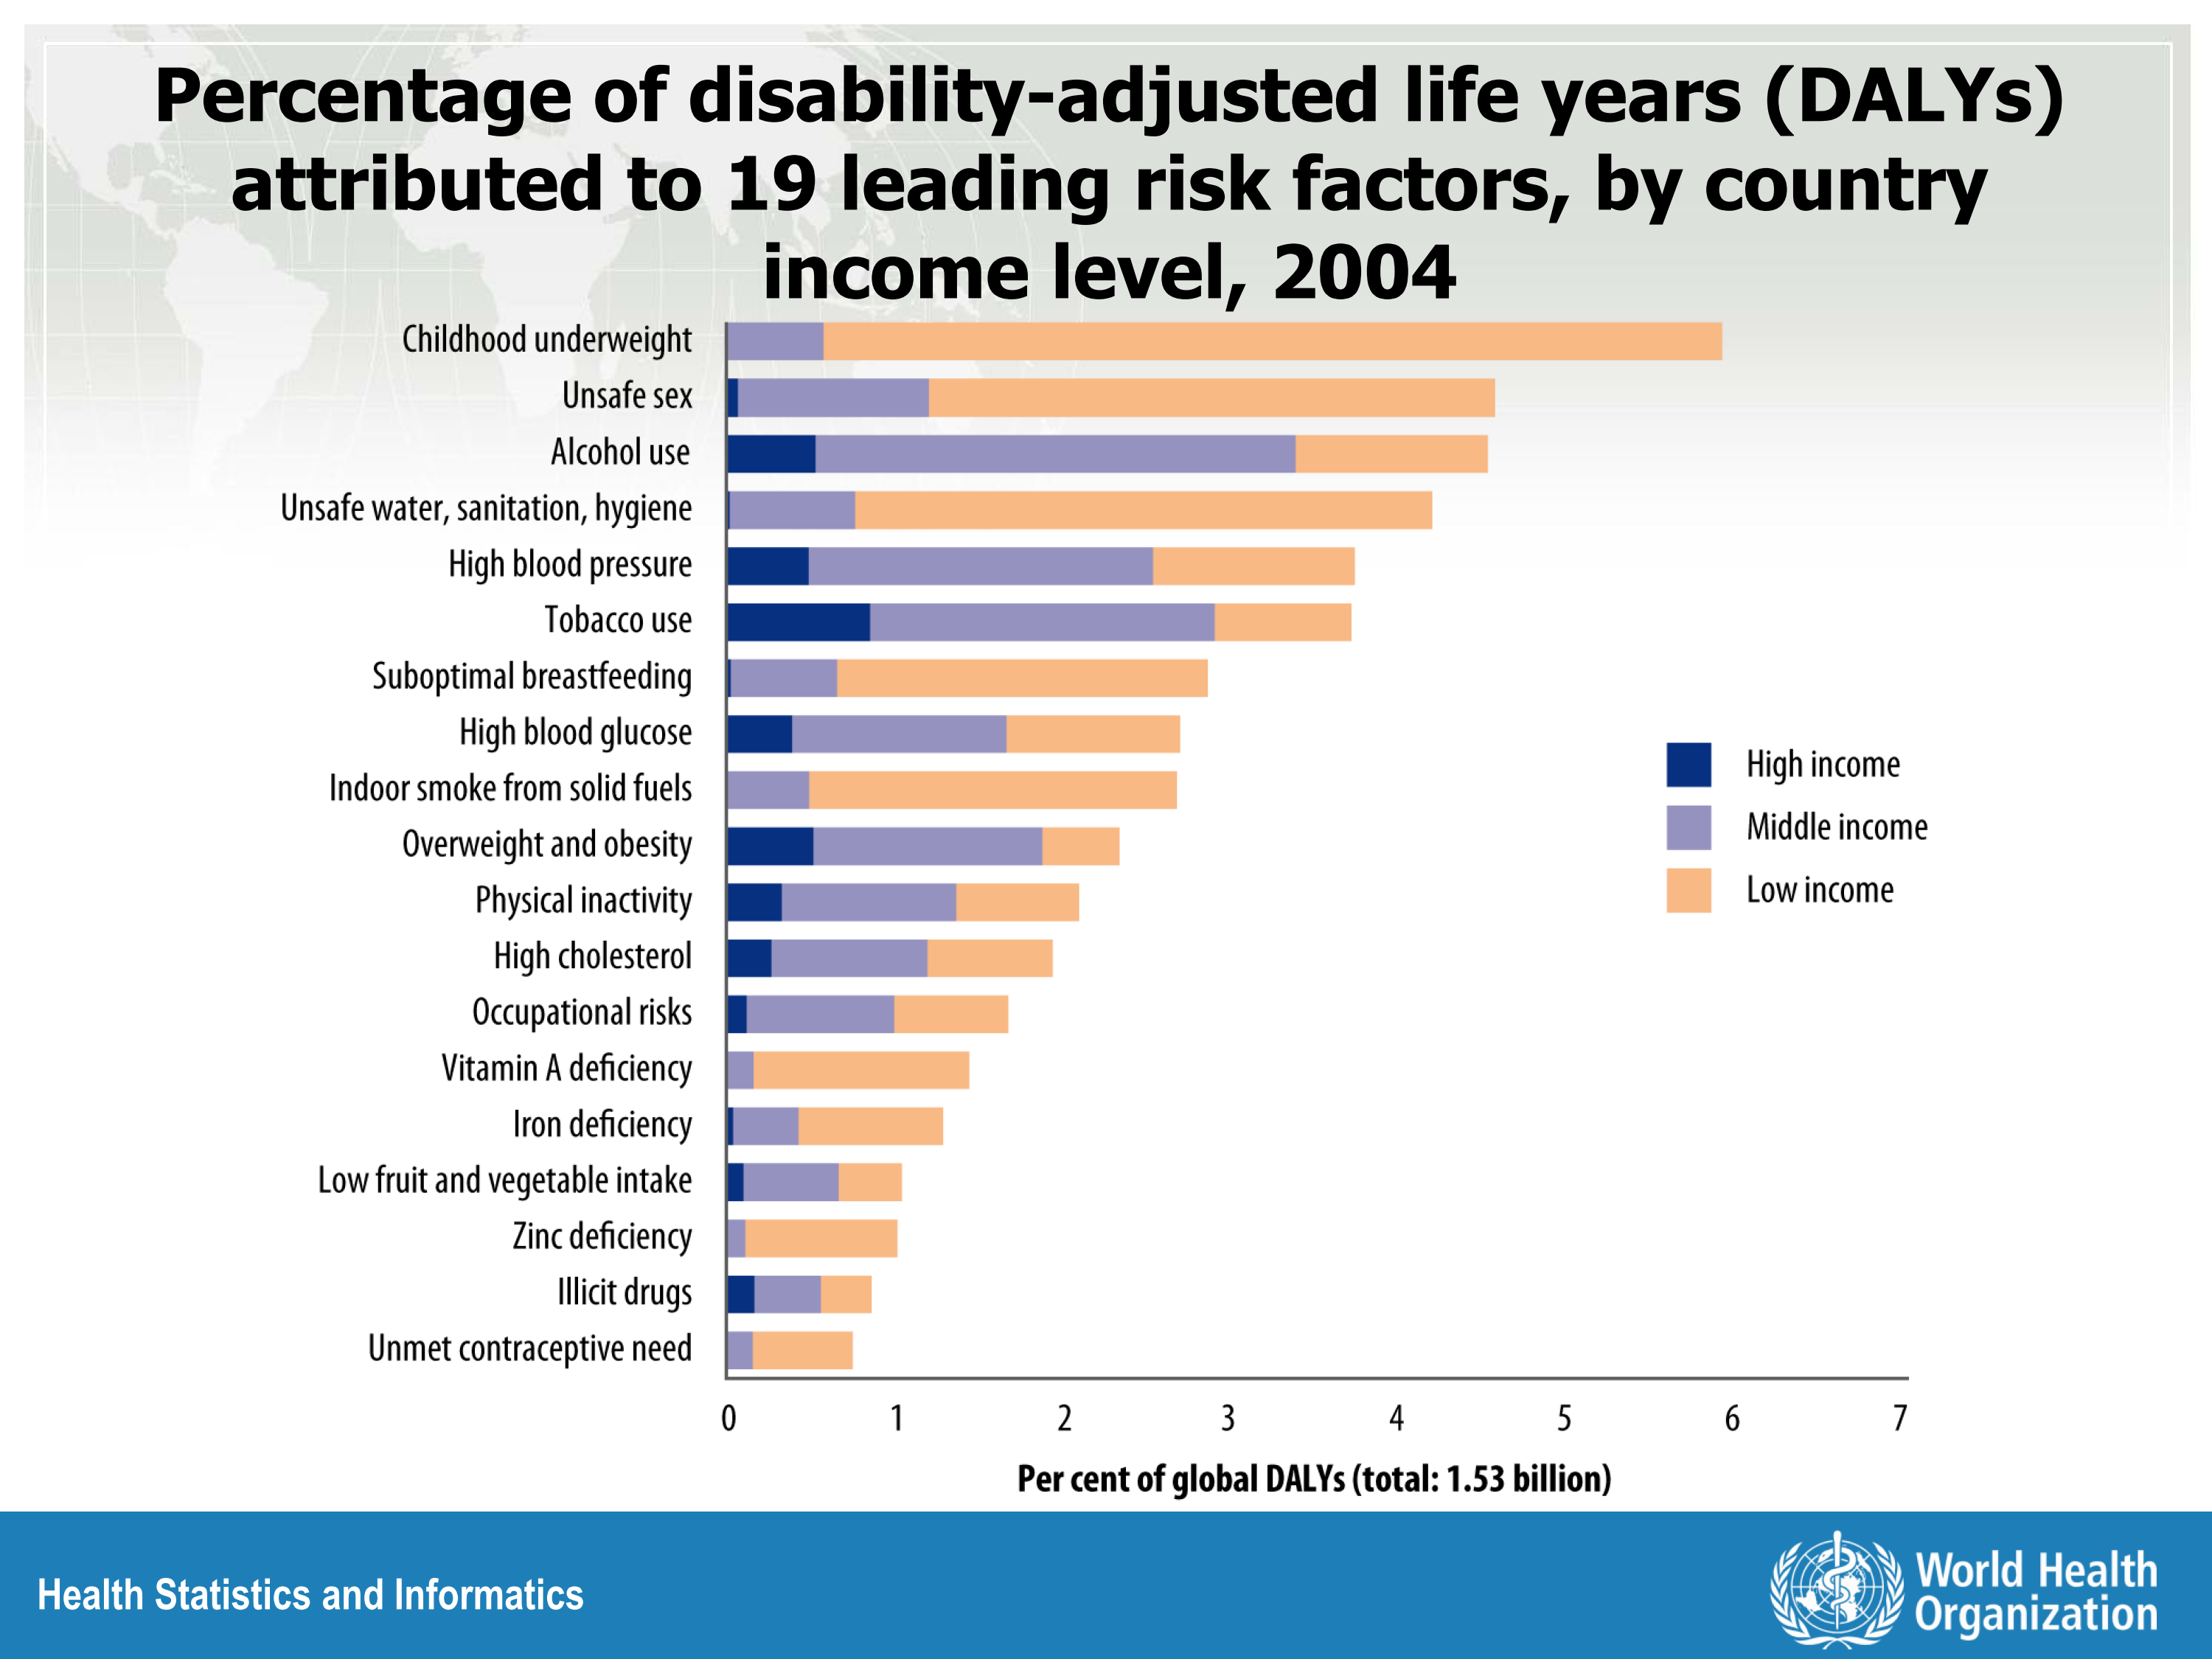 Percentage of disability-adjusted life years (DALYs)
attributed to 19 leading risk factors, by country
income level, 2004
Childhood underweight
Unsafe sex
Alcohol use
Unsafe water, sanitation, hygiene
High blood pressure
Tobacco use
Suboptimal breastfeeding
High blood glucose
Indoor smoke from solid fuels
Overweight and obesity
Physical inactivity
High cholesterol
Occupational risks
Vitamin A deficiency
Iron deficiency
Low fruit and vegetable intake
Zinc deficiency
Illicit drugs
Unmet contraceptive need
High income
Middle income
Low income
0 1 2 3 4 5 6 7
Per cent of global DALYs (total: 1.53 billion)
Health Statistics and Informatics
World Health
Organization